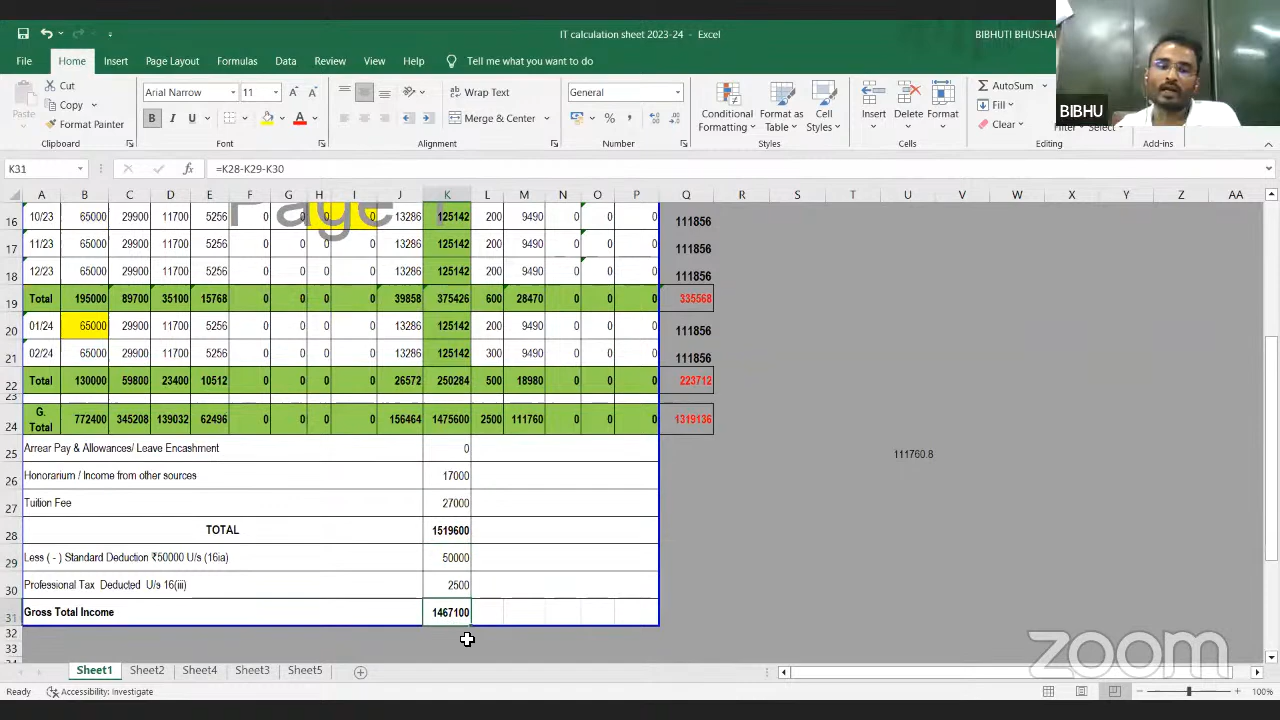 IT calculation sheet 2023-24 - Excel
BIBHUTI BHUSHA
File Home Insert Page Layout Formulas Data Review View Help Tell me what you want to do
Cut
Copy
Format Painter
Paste
Clipboard
Arial Narrow 11
B I U
Font
Wrap Text
Merge & Center
Alignment
General
Number
Conditional Formatting
Format as Table
Cell Styles
Styles
Insert Delete Format
Cells
AutoSum
Fill
Clear
Filter Select
Editing
Add-ins
BIBHU
K31 fx =K28-K29-K30
A B C D E F G H I J K L M N O P Q R S T U V W X Y Z AA
Page 1
16 10/23 65000 29900 11700 5256 0 0 0 0 13286 125142 200 9490 0 0 0 111856
17 11/23 65000 29900 11700 5256 0 0 0 0 13286 125142 200 9490 0 0 0 111856
18 12/23 65000 29900 11700 5256 0 0 0 0 13286 125142 200 9490 0 0 0 111856
19 Total 195000 89700 35100 15768 0 0 0 0 39858 375426 600 28470 0 0 0 335568
20 01/24 65000 29900 11700 5256 0 0 0 0 13286 125142 200 9490 0 0 0 111856
21 02/24 65000 29900 11700 5256 0 0 0 0 13286 125142 300 9490 0 0 0 111856
22 Total 130000 59800 23400 10512 0 0 0 0 26572 250284 500 18980 0 0 0 223712
23
24 G. Total 772400 345208 139032 62496 0 0 0 0 156464 1475600 2500 111760 0 0 0 1319136
25 Arrear Pay & Allowances/ Leave Encashment 0 111760.8
26 Honorarium / Income from other sources 17000
27 Tuition Fee 27000
28 TOTAL 1519600
29 Less ( - ) Standard Deduction ₹50000 U/s (16ia) 50000
30 Professional Tax Deducted U/s 16(iii) 2500
31 Gross Total Income 1467100
32
33
zoom
Sheet1 Sheet2 Sheet4 Sheet3 Sheet5
Ready Accessibility: Investigate 100%